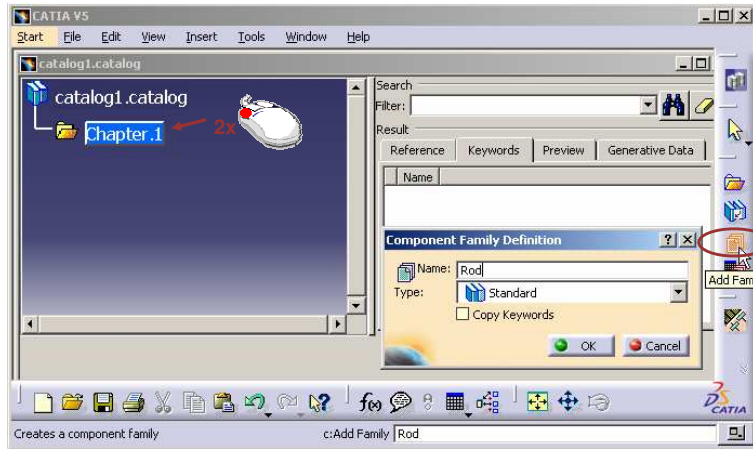 CATIA V5
Start File Edit View Insert Tools Window Help
catalog1.catalog
catalog1.catalog
Chapter.1
2x
Search
Filter:
Result
Reference Keywords Preview Generative Data
Name
Component Family Definition
Name: Rod
Type: Standard
Copy Keywords
OK Cancel
Add Fam
f(x)
CATIA
Creates a component family c:Add Family Rod